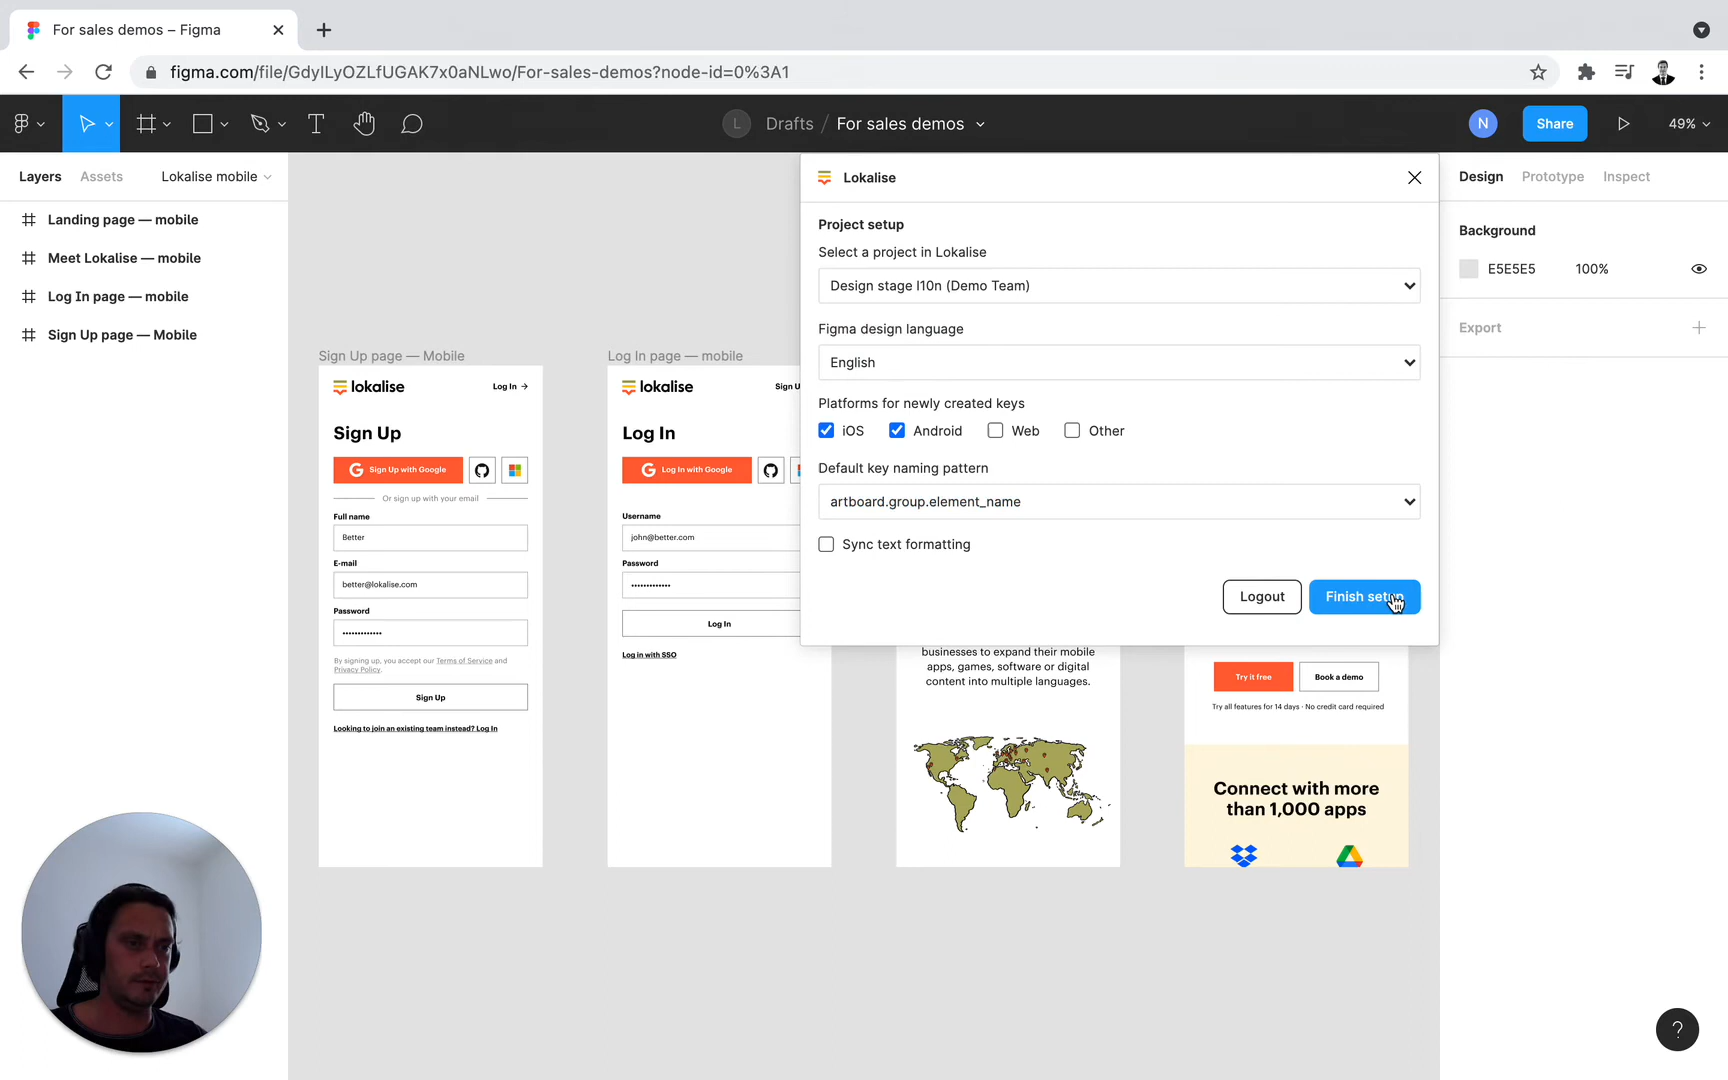 For sales demos – Figma
figma.com/file/GdyILyOZLfUGAK7x0aNLwo/For-sales-demos?node-id=0%3A1
L
Drafts / For sales demos
N
Share
49%
Layers
Assets
Lokalise mobile
Landing page — mobile
Meet Lokalise — mobile
Log In page — mobile
Sign Up page — Mobile
Sign Up page — Mobile
lokalise
Log In →
Sign Up
Sign Up with Google
Or sign up with your email
Full name
Better
E-mail
better@lokalise.com
Password
•••••••••••••
By signing up, you accept our Terms of Service and
Privacy Policy.
Sign Up
Looking to join an existing team instead? Log In
Log In page — mobile
lokalise
Sign U
Log In
Log In with Google
Username
john@better.com
Password
•••••••••••••
Log In
Log in with SSO
Lokalise
Project setup
Select a project in Lokalise
Design stage l10n (Demo Team)
Figma design language
English
Platforms for newly created keys
iOS
Android
Web
Other
Default key naming pattern
artboard.group.element_name
Sync text formatting
Logout
Finish setup
businesses to expand their mobile
apps, games, software or digital
content into multiple languages.
Try it free
Book a demo
Try all features for 14 days · No credit card required
Connect with more
than 1,000 apps
Design
Prototype
Inspect
Background
E5E5E5
100%
Export
?